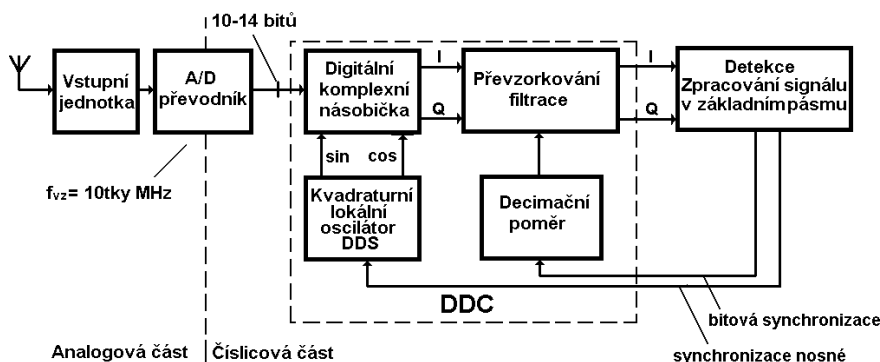 10-14 bitů
Vstupní
jednotka
A/D
převodník
Digitální
komplexní
násobička
I
Q
Převzorkování
filtrace
I
Q
Detekce
Zpracování signálu
v základním pásmu
sin
cos
fvz= 10tky MHz
Kvadraturní
lokální
oscilátor
DDS
Decimační
poměr
DDC
bitová synchronizace
synchronizace nosné
Analogová část
Číslicová část